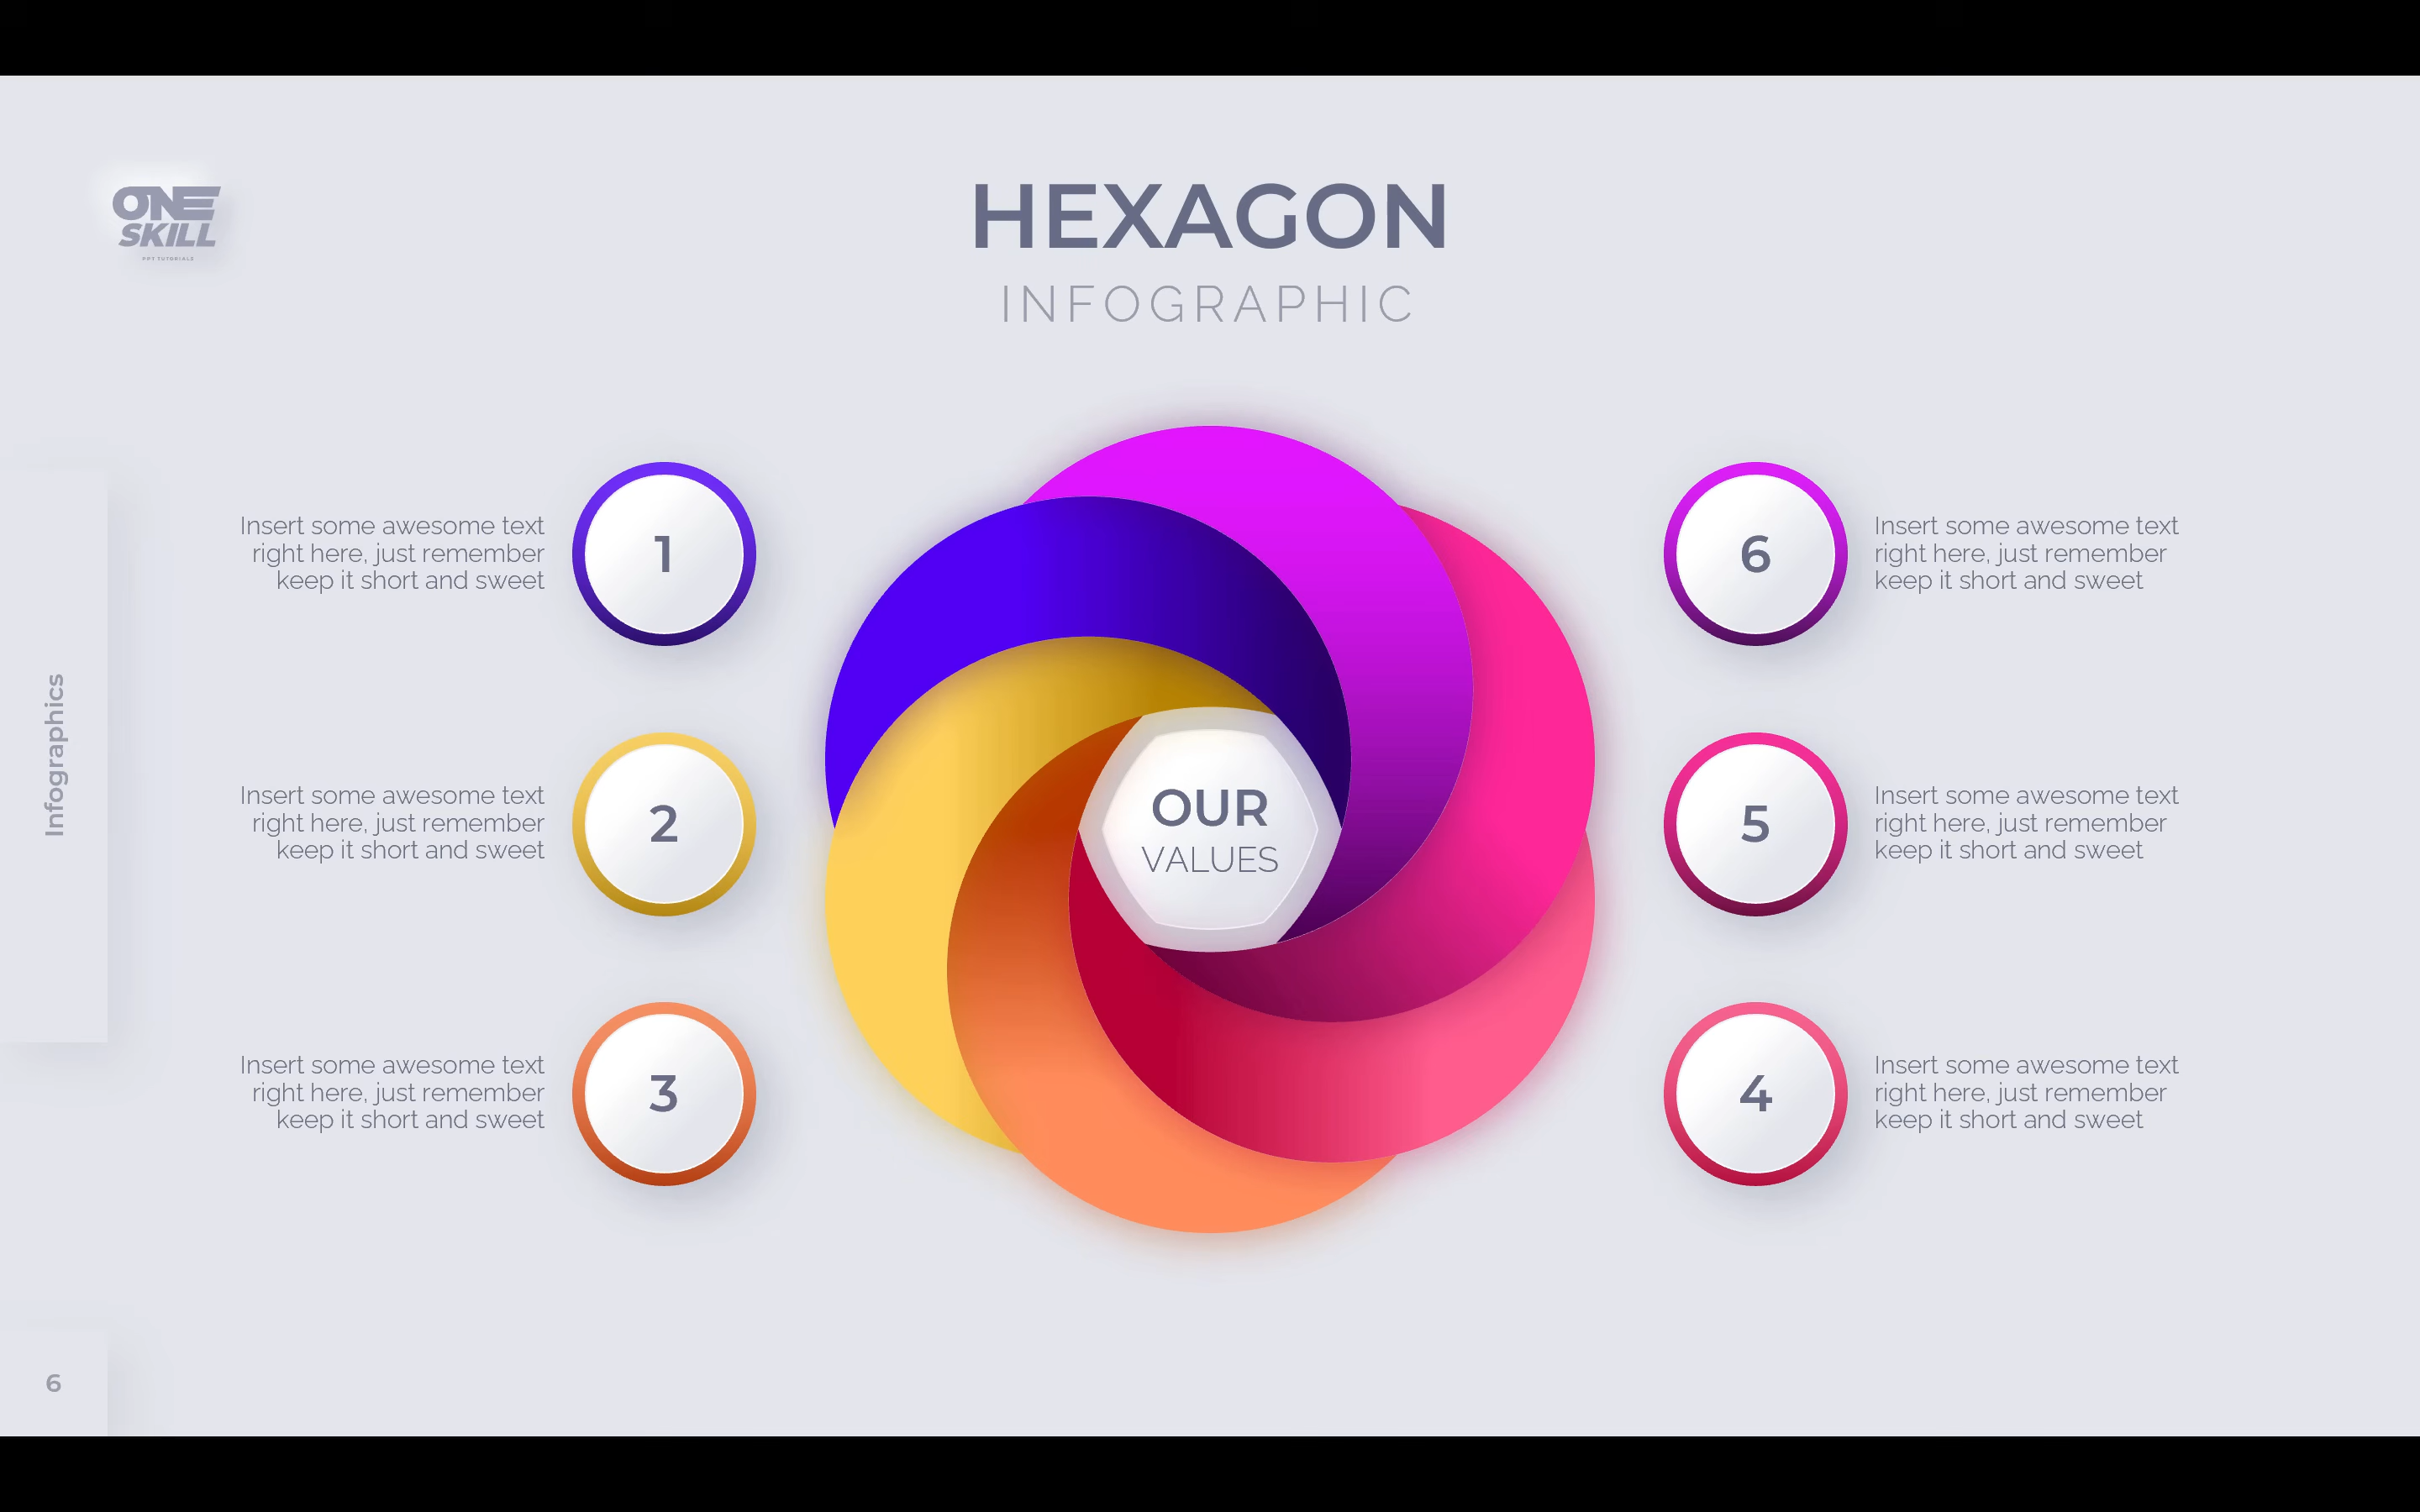 ONE
SKILL
PPT TUTORIALS
HEXAGON
INFOGRAPHIC
Infographics
1
Insert some awesome text
right here, just remember
keep it short and sweet
2
Insert some awesome text
right here, just remember
keep it short and sweet
3
Insert some awesome text
right here, just remember
keep it short and sweet
OUR
VALUES
6
Insert some awesome text
right here, just remember
keep it short and sweet
5
Insert some awesome text
right here, just remember
keep it short and sweet
4
Insert some awesome text
right here, just remember
keep it short and sweet
6